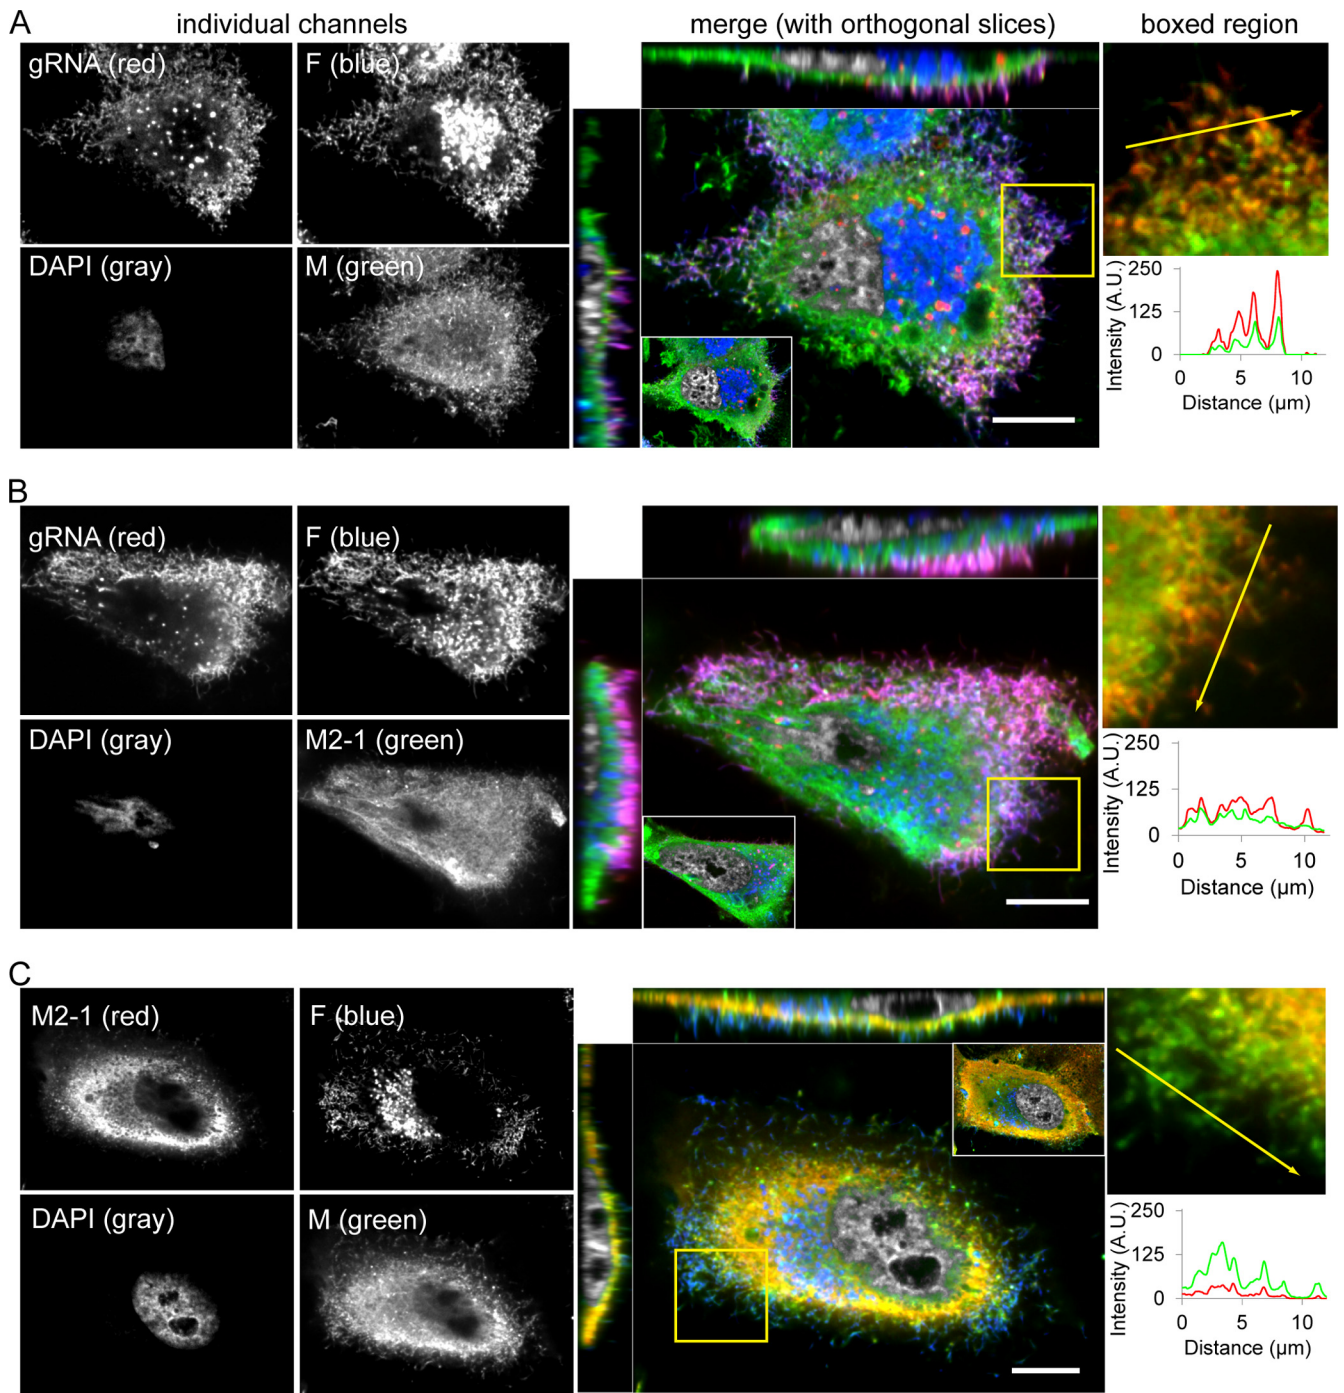 A
individual channels
merge (with orthogonal slices)
boxed region
gRNA (red)
F (blue)
DAPI (gray)
M (green)
Intensity (A.U.)
250
125
0
0
5
10
Distance (µm)
B
gRNA (red)
F (blue)
DAPI (gray)
M2-1 (green)
Intensity (A.U.)
250
125
0
0
5
10
Distance (µm)
C
M2-1 (red)
F (blue)
DAPI (gray)
M (green)
Intensity (A.U.)
250
125
0
0
5
10
Distance (µm)